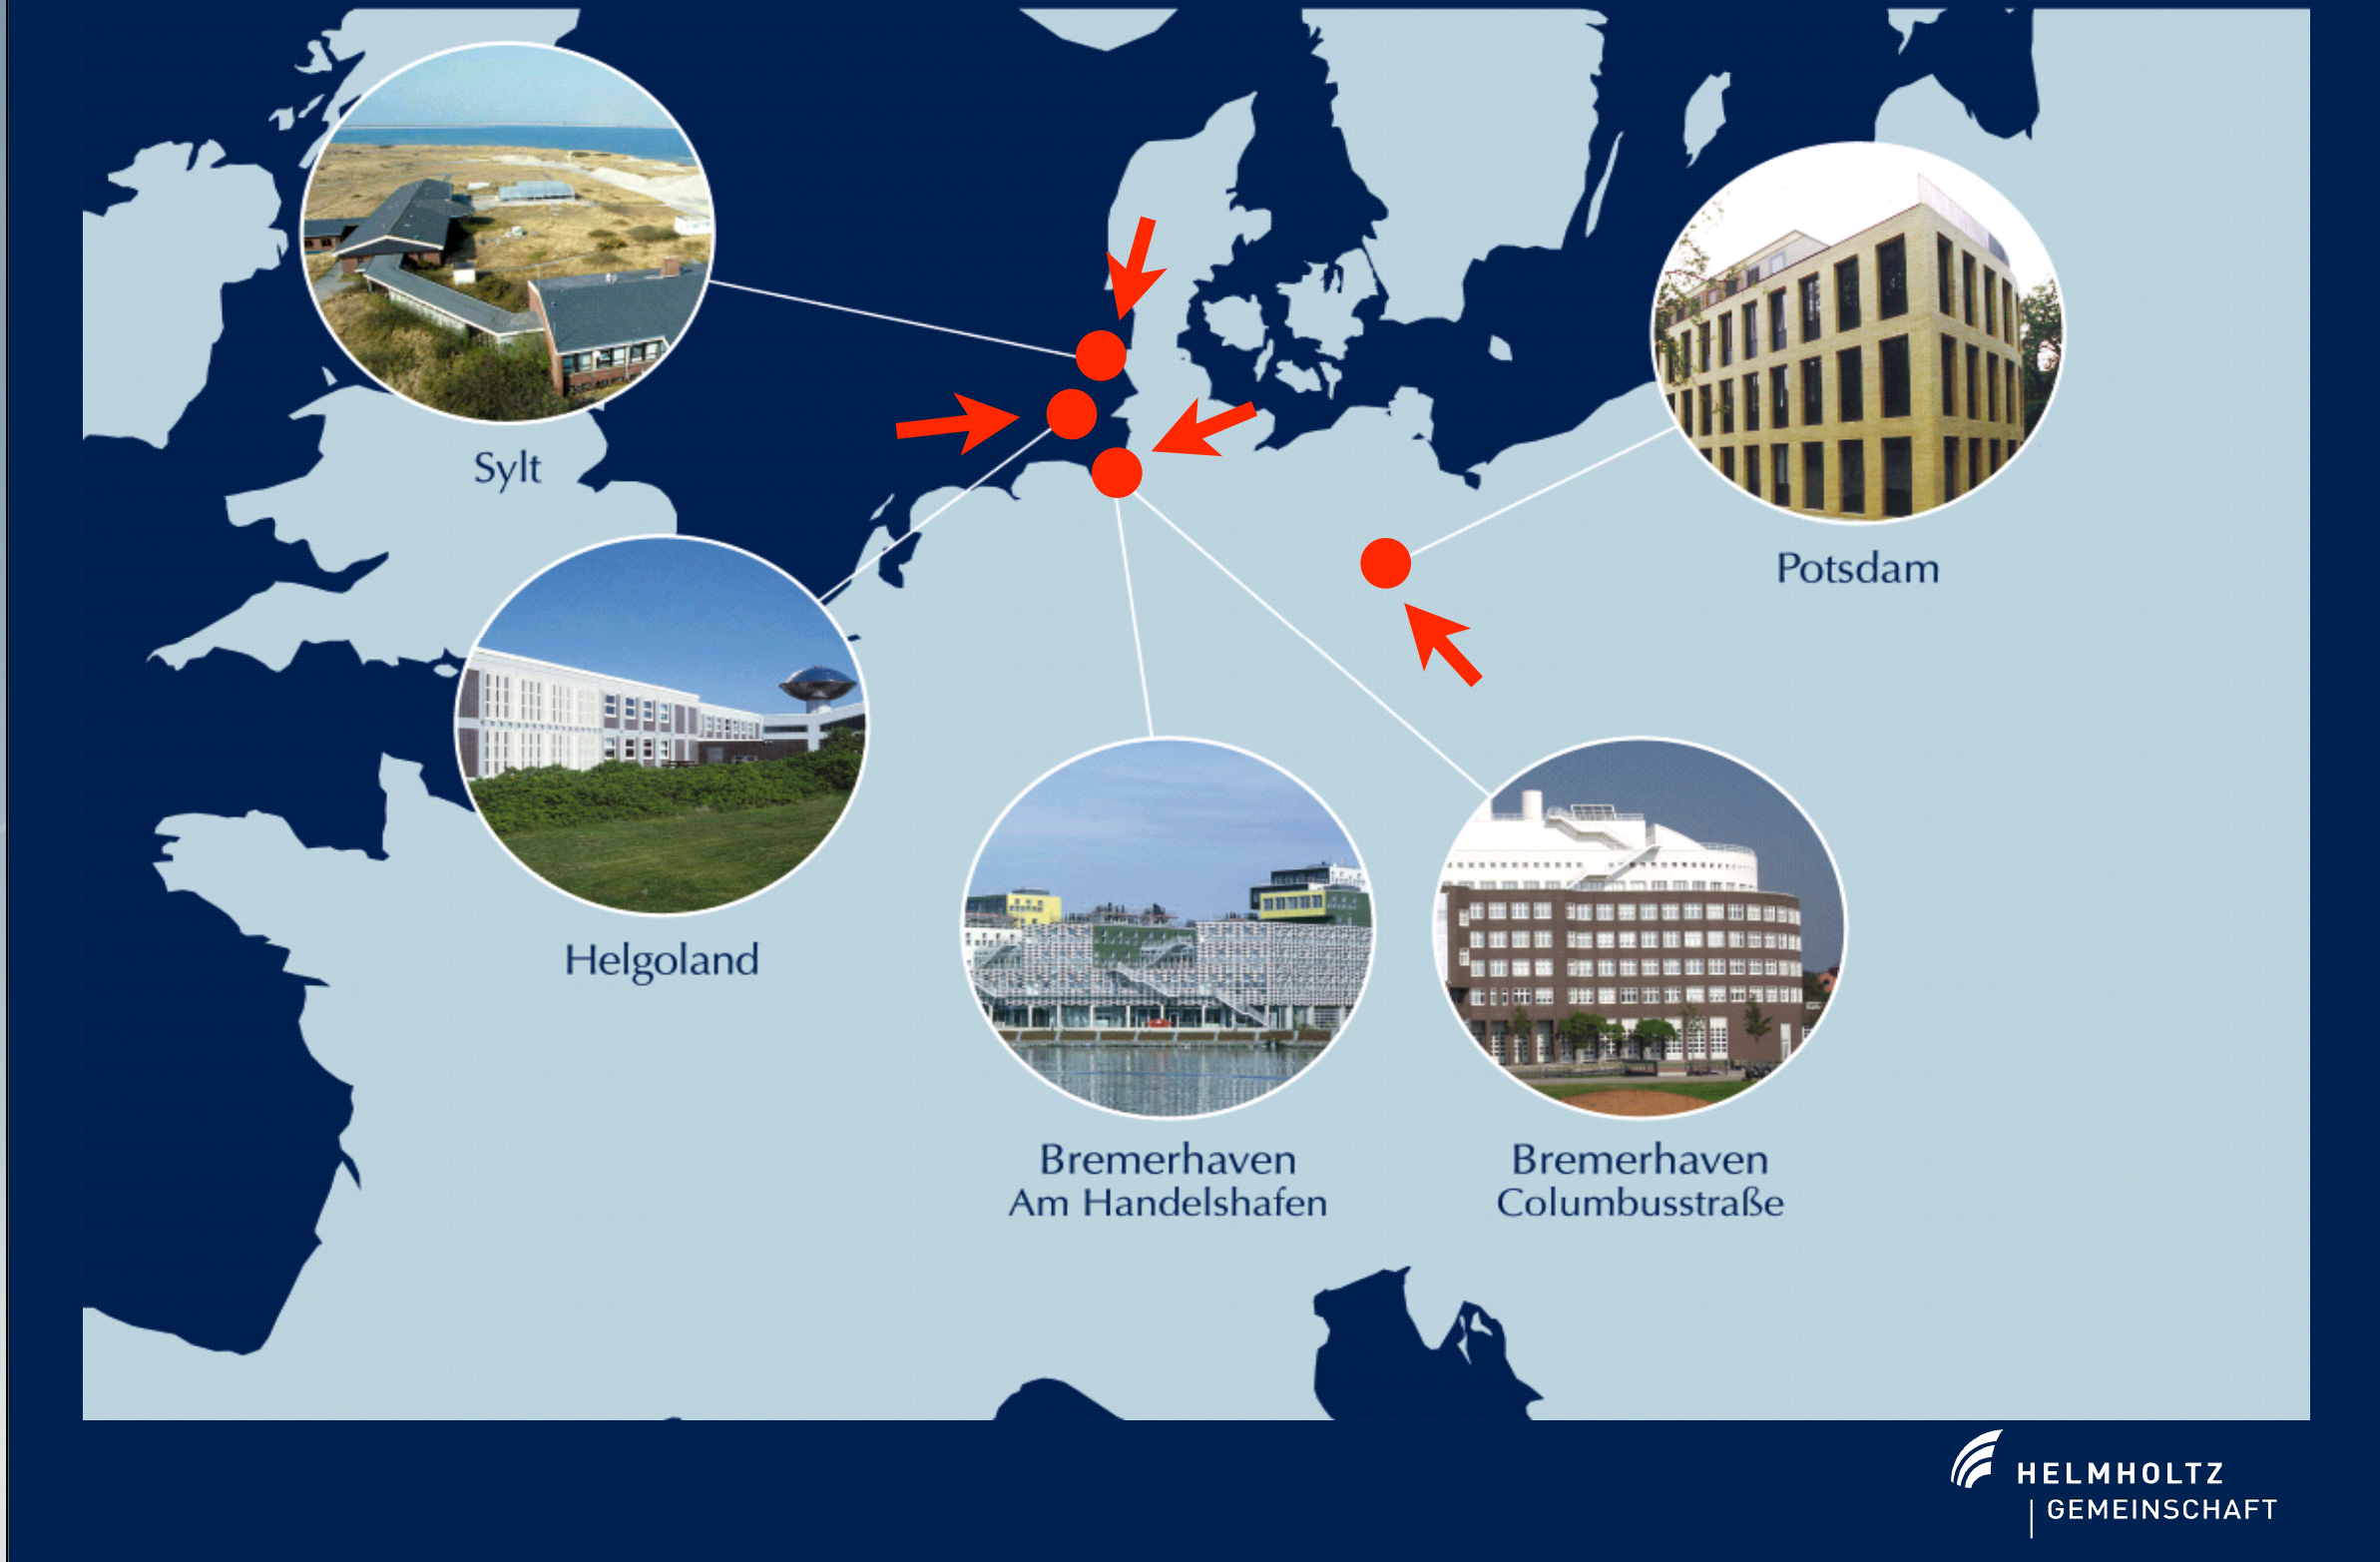 Sylt
Potsdam
Helgoland
Bremerhaven
Am Handelshafen
Bremerhaven
Columbusstraße
HELMHOLTZ
GEMEINSCHAFT